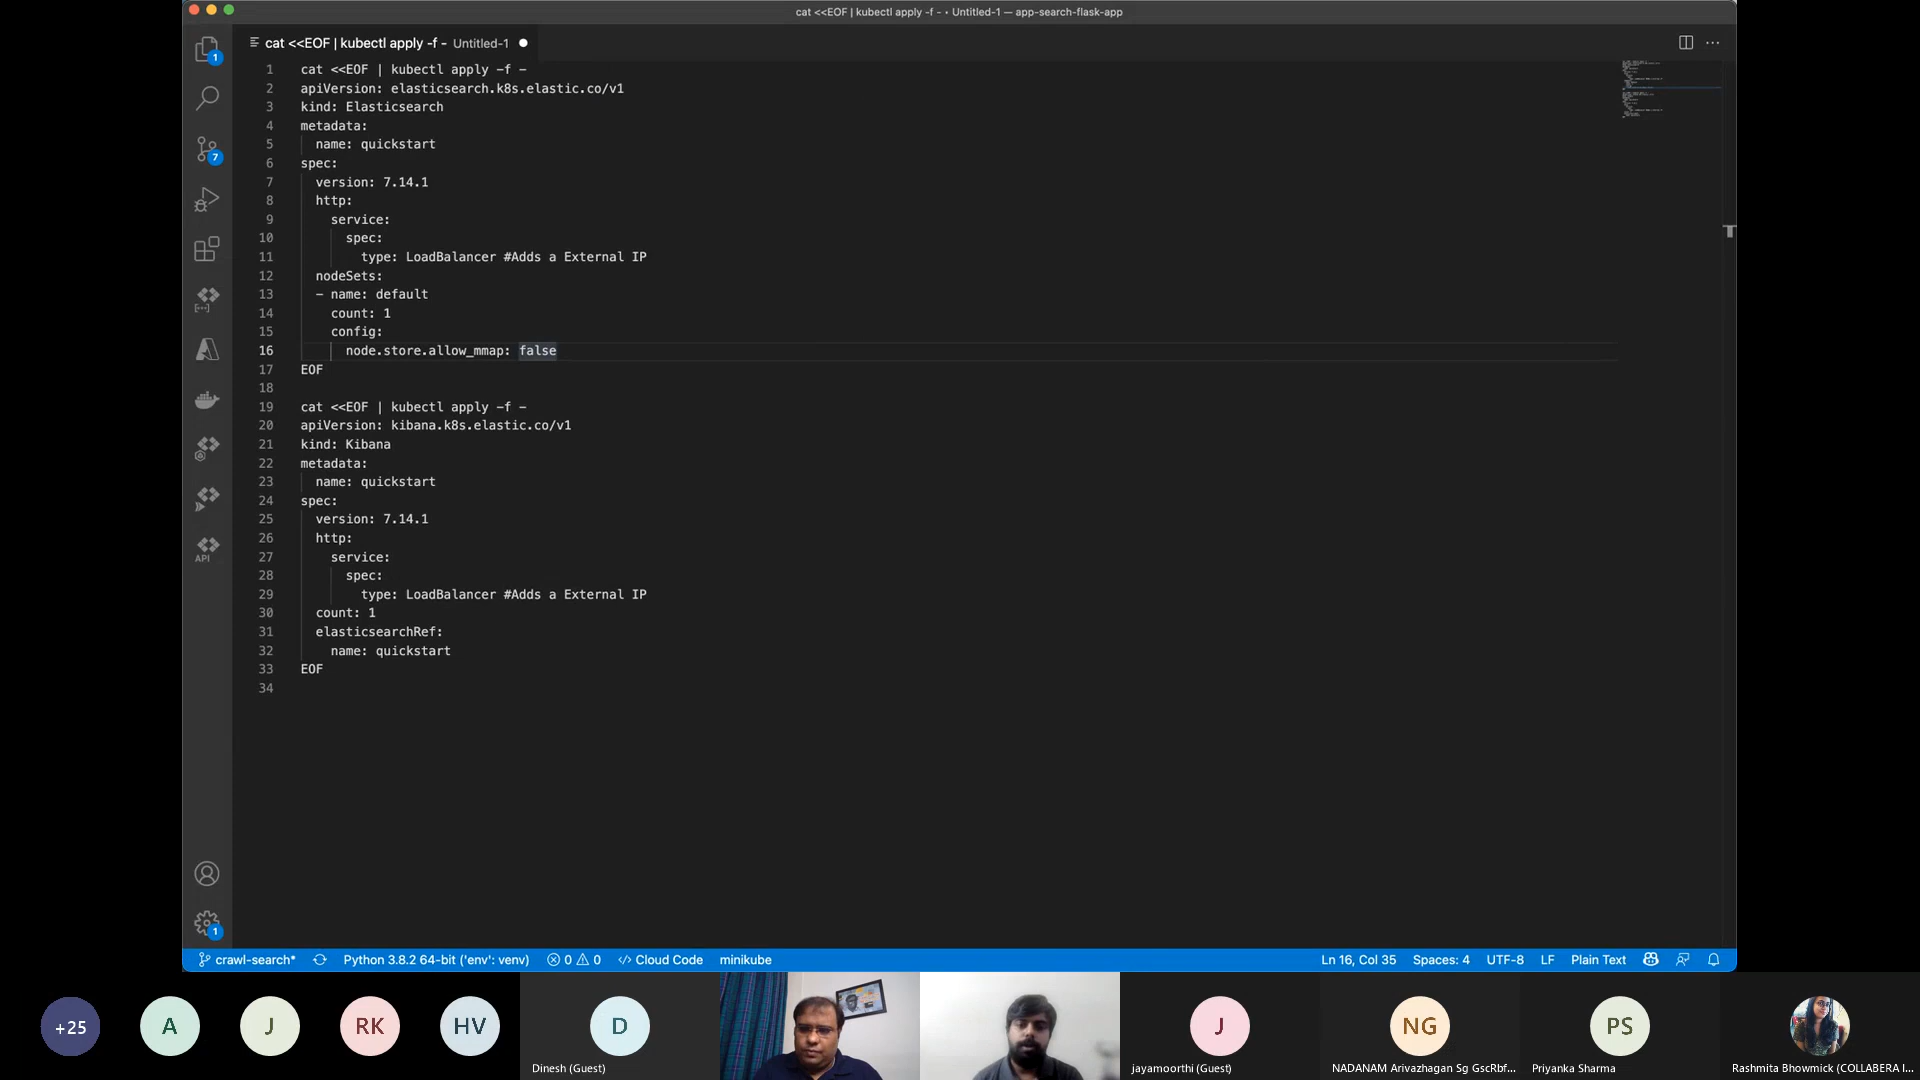 cat <<EOF | kubectl apply -f - • Untitled-1 — app-search-flask-app
cat <<EOF | kubectl apply -f - Untitled-1
1 cat <<EOF | kubectl apply -f -
2 apiVersion: elasticsearch.k8s.elastic.co/v1
3 kind: Elasticsearch
4 metadata:
5 name: quickstart
6 spec:
7 version: 7.14.1
8 http:
9 service:
10 spec:
11 type: LoadBalancer #Adds a External IP
12 nodeSets:
13 - name: default
14 count: 1
15 config:
16 node.store.allow_mmap: false
17 EOF
18
19 cat <<EOF | kubectl apply -f -
20 apiVersion: kibana.k8s.elastic.co/v1
21 kind: Kibana
22 metadata:
23 name: quickstart
24 spec:
25 version: 7.14.1
26 http:
27 service:
28 spec:
29 type: LoadBalancer #Adds a External IP
30 count: 1
31 elasticsearchRef:
32 name: quickstart
33 EOF
34
1
7
API
1
crawl-search* Python 3.8.2 64-bit ('env': venv) 0 0 Cloud Code minikube Ln 16, Col 35 Spaces: 4 UTF-8 LF Plain Text
+25 A J RK HV D J NG PS
Dinesh (Guest) jayamoorthi (Guest) NADANAM Arivazhagan Sg GscRbf... Priyanka Sharma Rashmita Bhowmick (COLLABERA I...